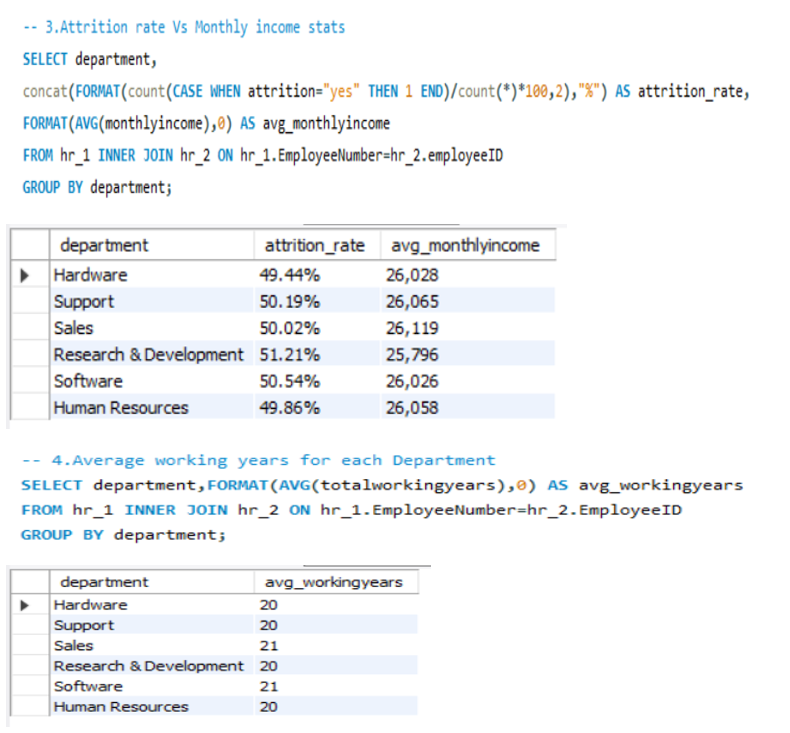 -- 3.Attrition rate Vs Monthly income stats
SELECT department,
concat(FORMAT(count(CASE WHEN attrition="yes" THEN 1 END)/count(*)*100,2),"%") AS attrition_rate,
FORMAT(AVG(monthlyincome),0) AS avg_monthlyincome
FROM hr_1 INNER JOIN hr_2 ON hr_1.EmployeeNumber=hr_2.employeeID
GROUP BY department;
department attrition_rate avg_monthlyincome
Hardware 49.44% 26,028
Support 50.19% 26,065
Sales 50.02% 26,119
Research & Development 51.21% 25,796
Software 50.54% 26,026
Human Resources 49.86% 26,058
-- 4.Average working years for each Department
SELECT department,FORMAT(AVG(totalworkingyears),0) AS avg_workingyears
FROM hr_1 INNER JOIN hr_2 ON hr_1.EmployeeNumber=hr_2.EmployeeID
GROUP BY department;
department avg_workingyears
Hardware 20
Support 20
Sales 21
Research & Development 20
Software 21
Human Resources 20